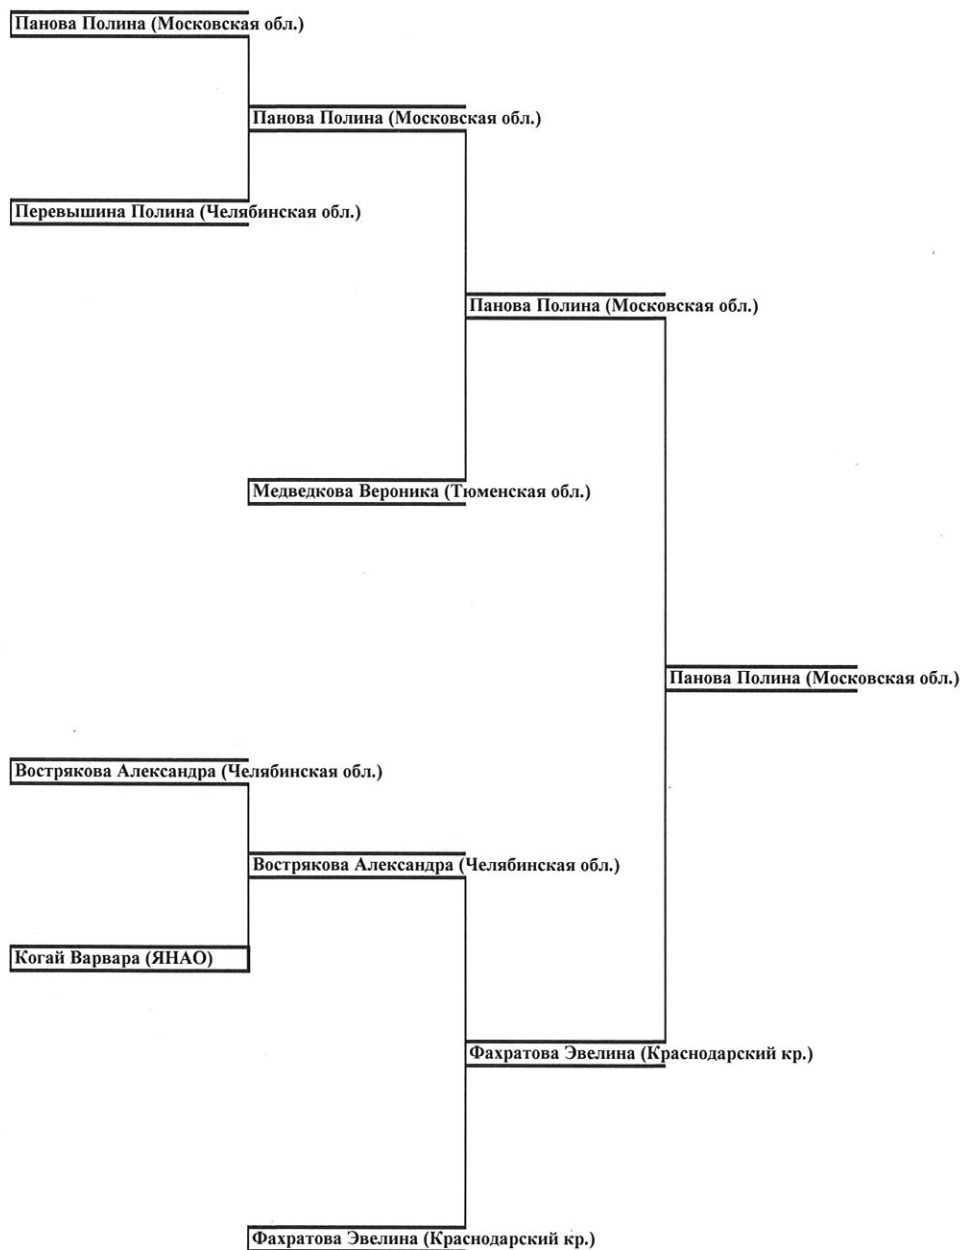 Панова Полина (Московская обл.)
Панова Полина (Московская обл.)
Перевышина Полина (Челябинская обл.)
Панова Полина (Московская обл.)
Медведкова Вероника (Тюменская обл.)
Панова Полина (Московская обл.)
Вострякова Александра (Челябинская обл.)
Вострякова Александра (Челябинская обл.)
Когай Варвара (ЯНАО)
Фахратова Эвелина (Краснодарский кр.)
Фахратова Эвелина (Краснодарский кр.)